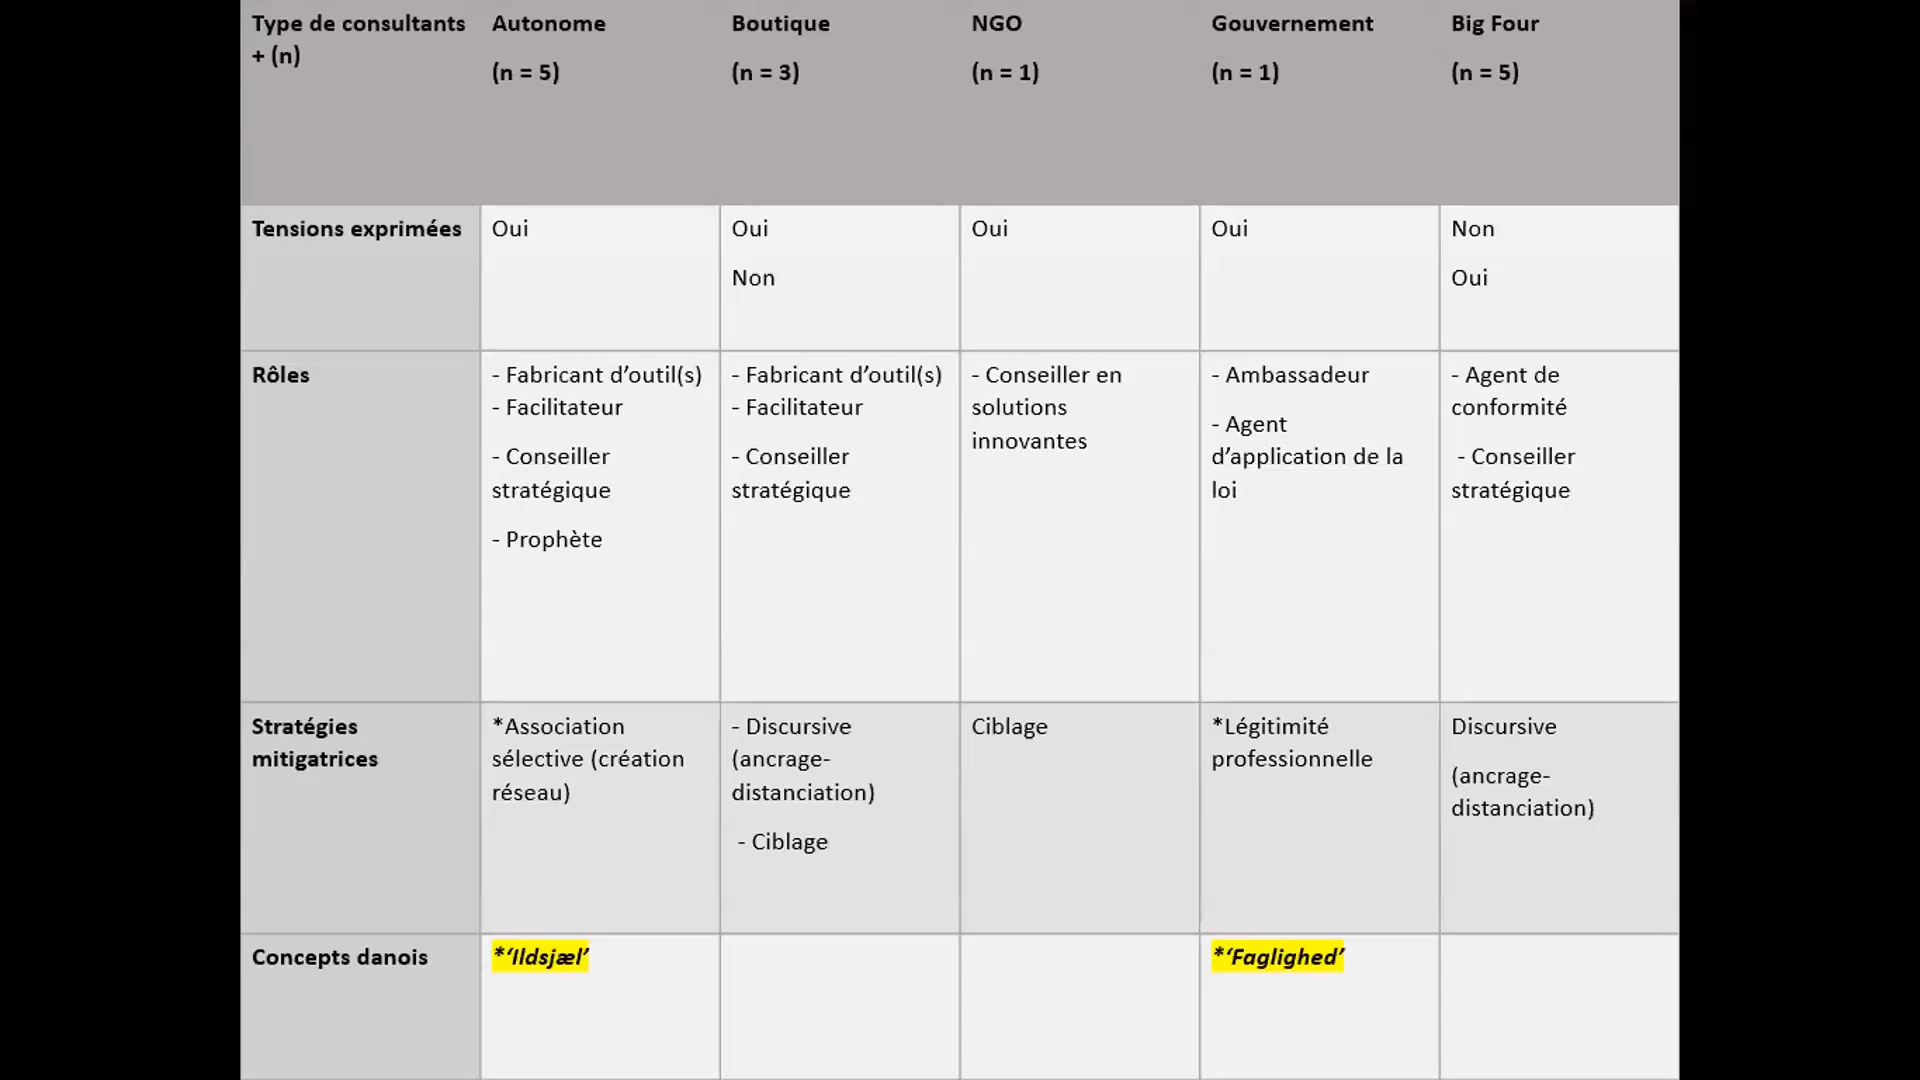 Type de consultants
+ (n)
Autonome
(n = 5)
Boutique
(n = 3)
NGO
(n = 1)
Gouvernement
(n = 1)
Big Four
(n = 5)
Tensions exprimées
Oui
Oui
Non
Oui
Oui
Non
Oui
Rôles
- Fabricant d’outil(s)
- Facilitateur
- Conseiller
stratégique
- Prophète
- Fabricant d’outil(s)
- Facilitateur
- Conseiller
stratégique
- Conseiller en
solutions
innovantes
- Ambassadeur
- Agent
d’application de la
loi
- Agent de
conformité
- Conseiller
stratégique
Stratégies
mitigatrices
*Association
sélective (création
réseau)
- Discursive
(ancrage-
distanciation)
- Ciblage
Ciblage
*Légitimité
professionnelle
Discursive
(ancrage-
distanciation)
Concepts danois
*‘Ildsjæl’
*‘Faglighed’